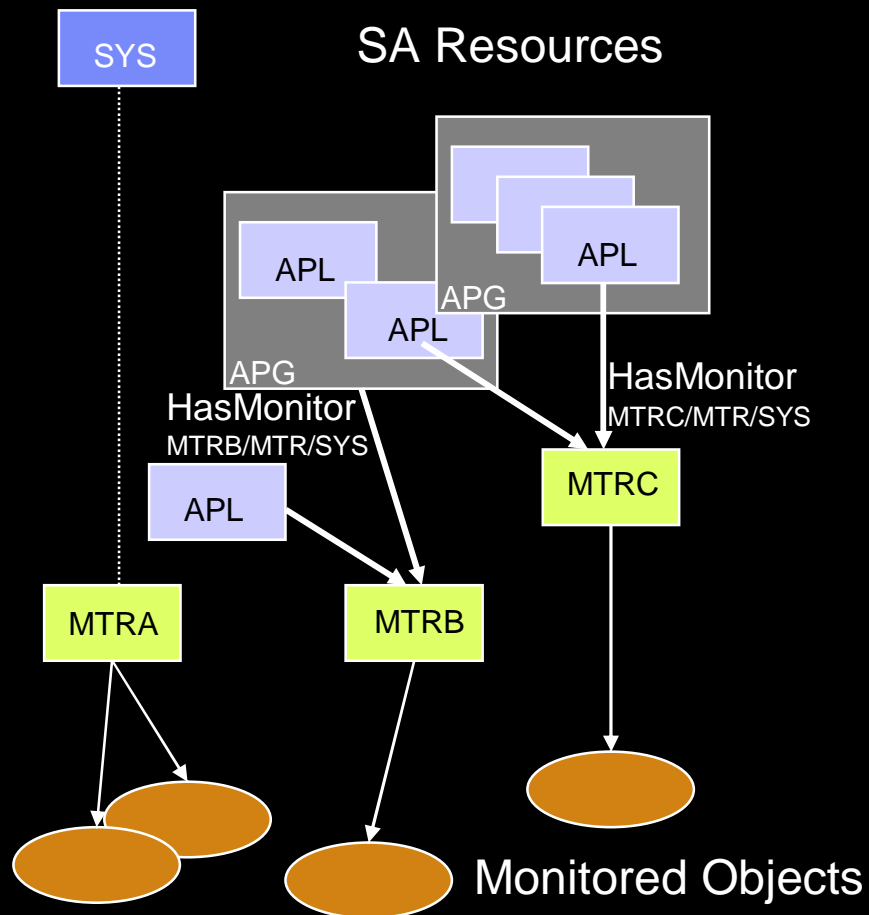 SYS
SA Resources
APL
APL
APG
APL
APL
APG
HasMonitor
MTRB/MTR/SYS
HasMonitor
MTRC/MTR/SYS
APL
MTRC
MTRA
MTRB
Monitored Objects